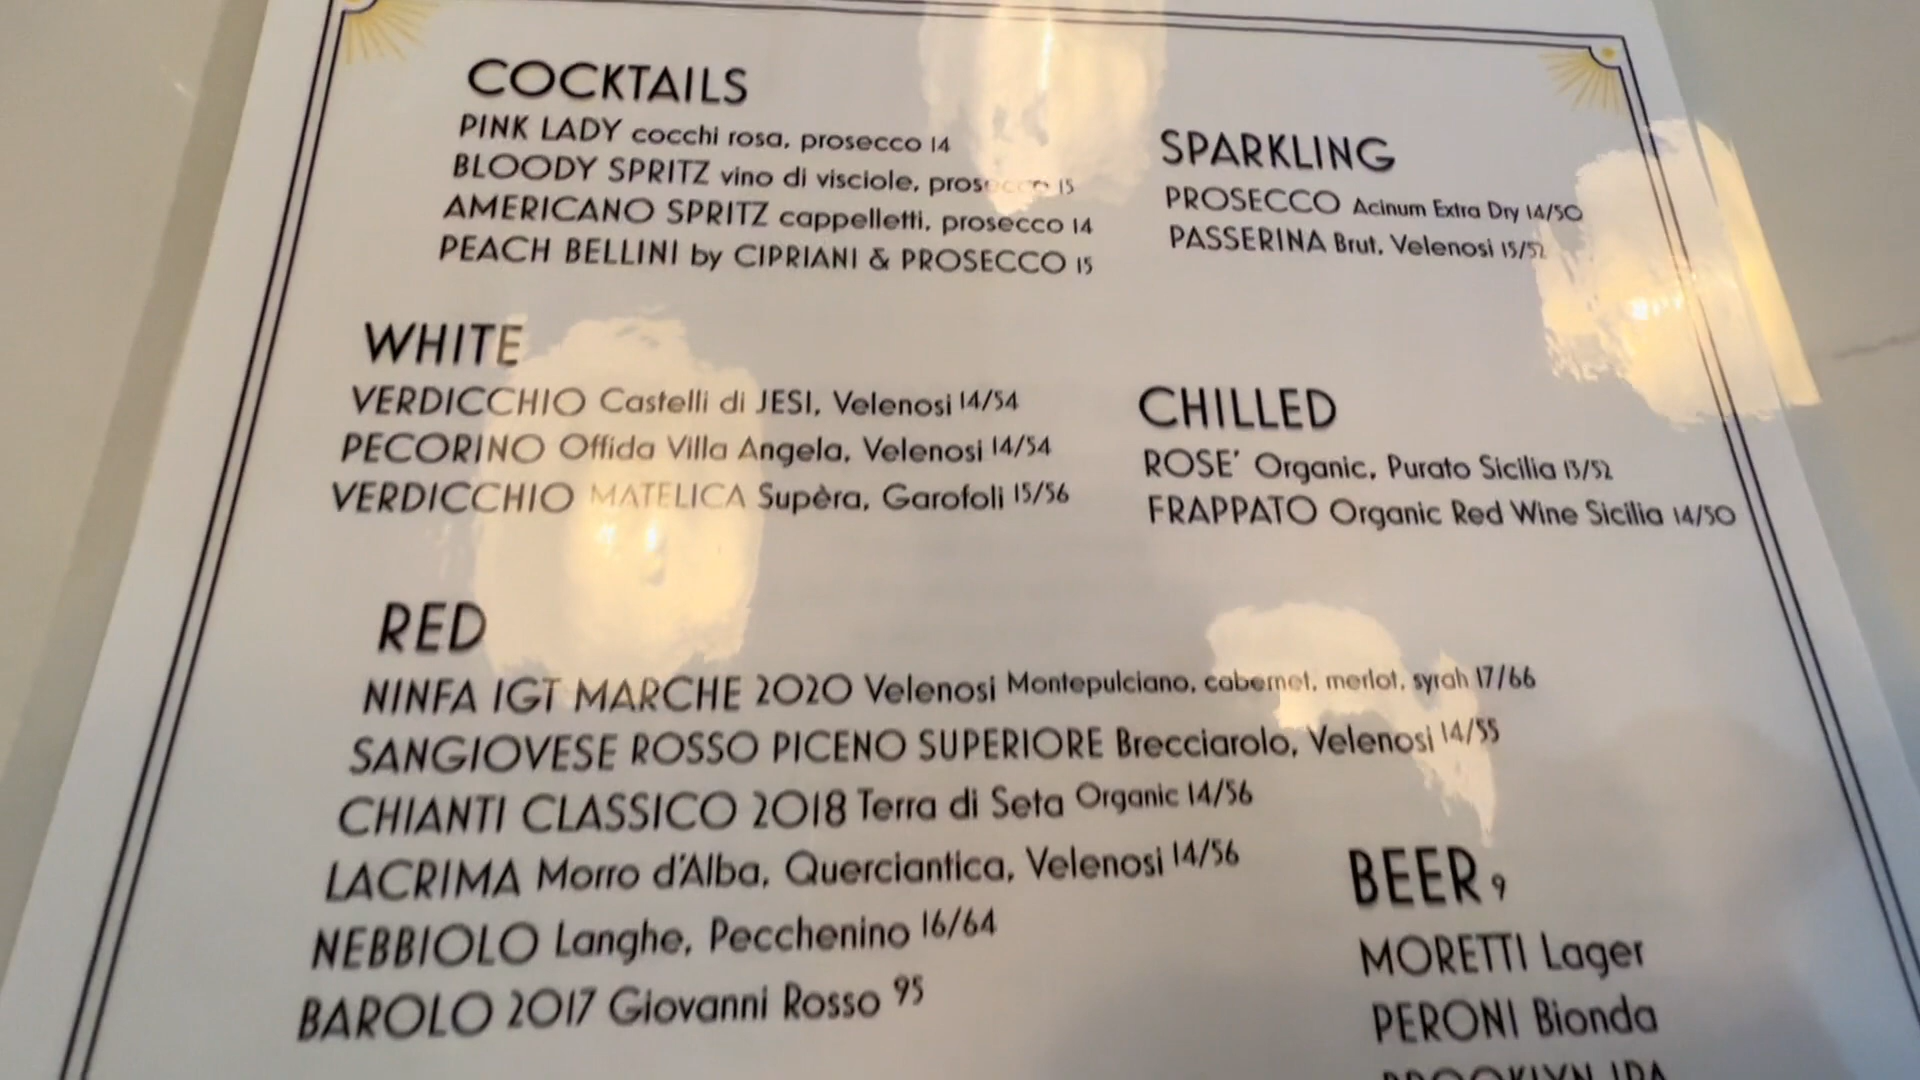 COCKTAILS
PINK LADY cocchi rosa, prosecco 14
BLOODY SPRITZ vino di visciole, prosecco 15
AMERICANO SPRITZ cappelletti, prosecco 14
PEACH BELLINI by CIPRIANI & PROSECCO 15
SPARKLING
PROSECCO Acinum Extra Dry 14/50
PASSERINA Brut, Velenosi 15/52
WHITE
VERDICCHIO Castelli di JESI, Velenosi 14/54
PECORINO Offida Villa Angela, Velenosi 14/54
VERDICCHIO MATELICA Supèra, Garofoli 15/56
CHILLED
ROSE' Organic, Purato Sicilia 13/52
FRAPPATO Organic Red Wine Sicilia 14/50
RED
NINFA IGT MARCHE 2020 Velenosi Montepulciano, cabernet, merlot, syrah 17/66
SANGIOVESE ROSSO PICENO SUPERIORE Brecciarolo, Velenosi 14/55
CHIANTI CLASSICO 2018 Terra di Seta Organic 14/56
LACRIMA Morro d'Alba, Querciantica, Velenosi 14/56
NEBBIOLO Langhe, Pecchenino 16/64
BAROLO 2017 Giovanni Rosso 95
BEER 9
MORETTI Lager
PERONI Bionda
BROOKLYN IPA